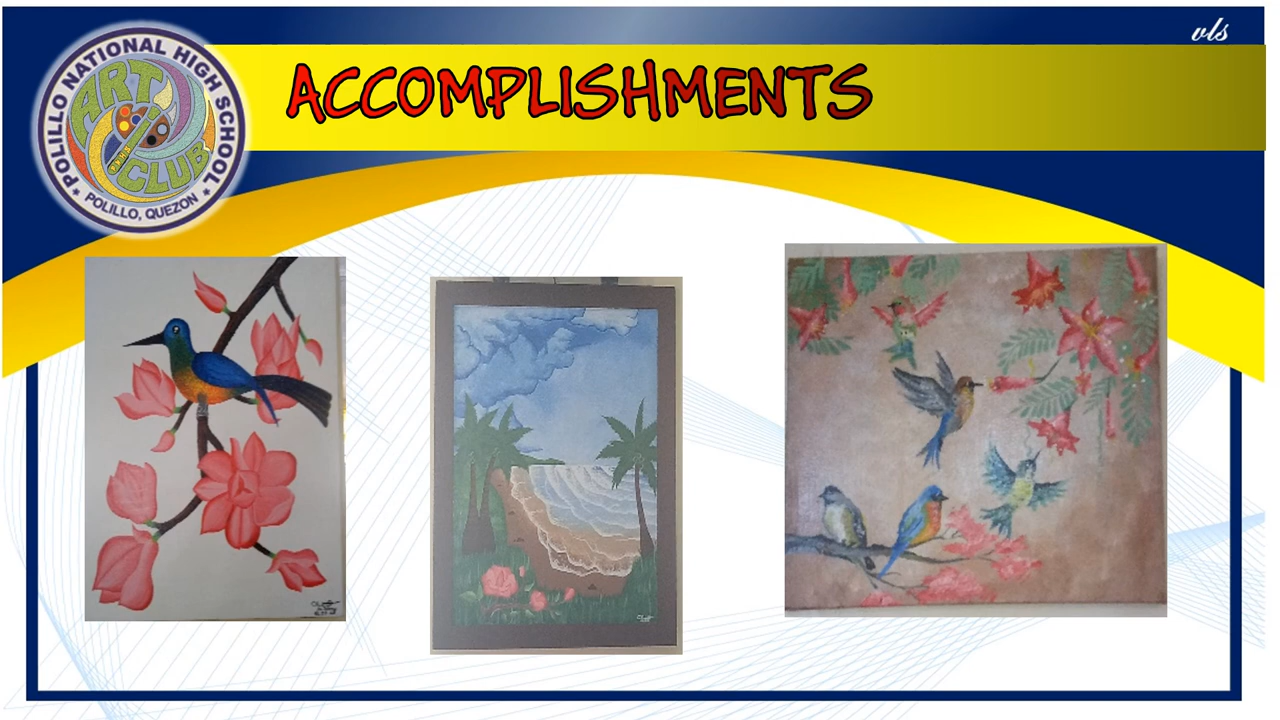 vls
ACCOMPLISHMENTS
POLILLO NATIONAL HIGH SCHOOL
ART
P.N.H.S
CLUB
POLILLO, QUEZON